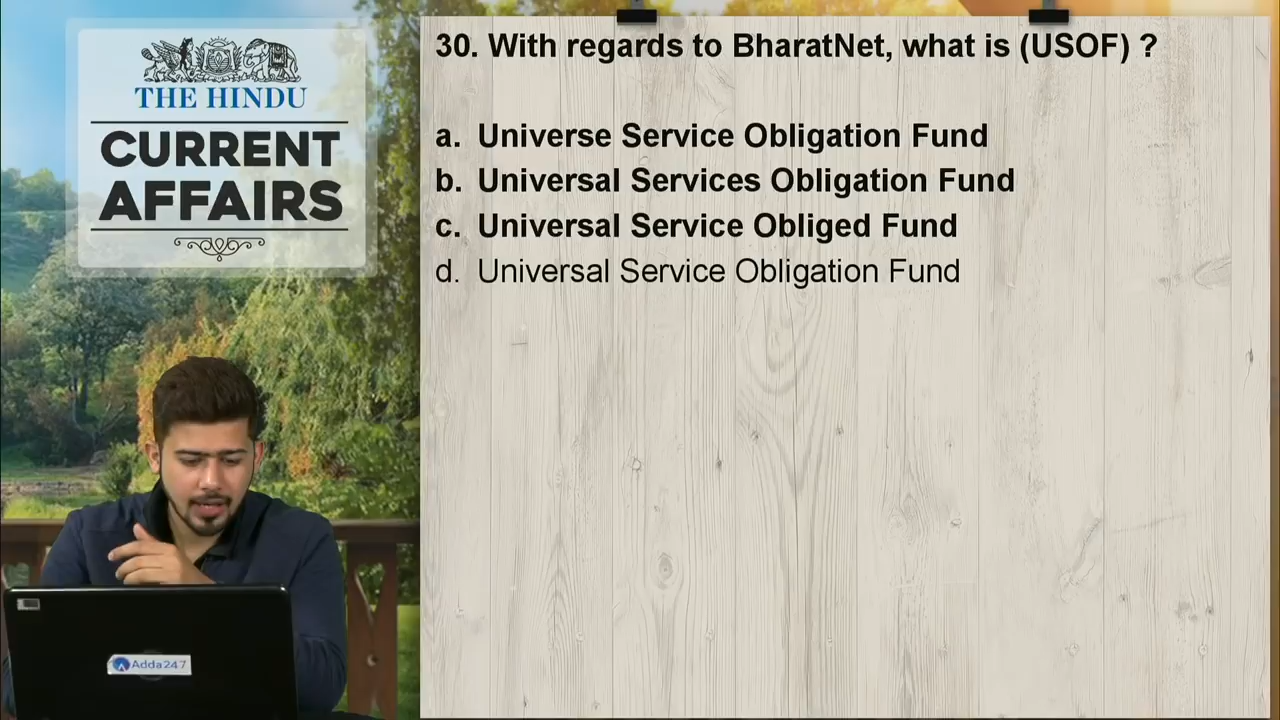 THE HINDU
CURRENT
AFFAIRS
30. With regards to BharatNet, what is (USOF) ?
a. Universe Service Obligation Fund
b. Universal Services Obligation Fund
c. Universal Service Obliged Fund
d. Universal Service Obligation Fund
Adda247